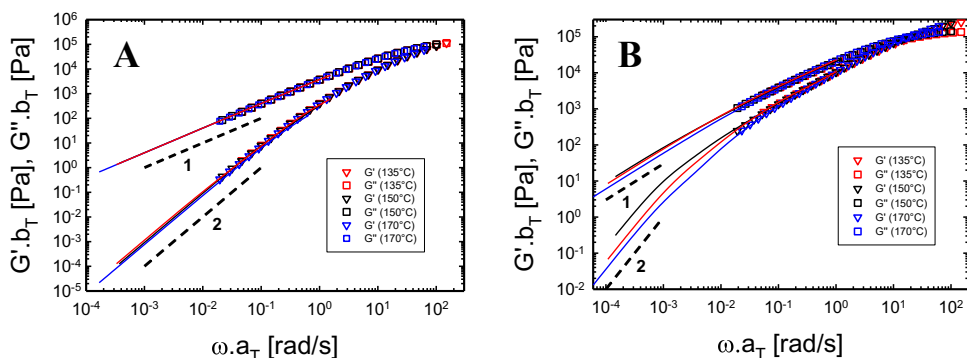 A
G'.b_T [Pa], G''.b_T [Pa]
10^6
10^5
10^4
10^3
10^2
10^1
10^0
10^-1
10^-2
10^-3
10^-4
10^-5
1
2
G' (135°C)
G'' (135°C)
G' (150°C)
G'' (150°C)
G' (170°C)
G'' (170°C)
10^-4 10^-3 10^-2 10^-1 10^0 10^1 10^2 10^3
ω.a_T [rad/s]
B
G'.b_T [Pa], G''.b_T [Pa]
10^5
10^4
10^3
10^2
10^1
10^0
10^-1
10^-2
1
2
G' (135°C)
G'' (135°C)
G' (150°C)
G'' (150°C)
G' (170°C)
G'' (170°C)
10^-4 10^-3 10^-2 10^-1 10^0 10^1 10^2
ω.a_T [rad/s]